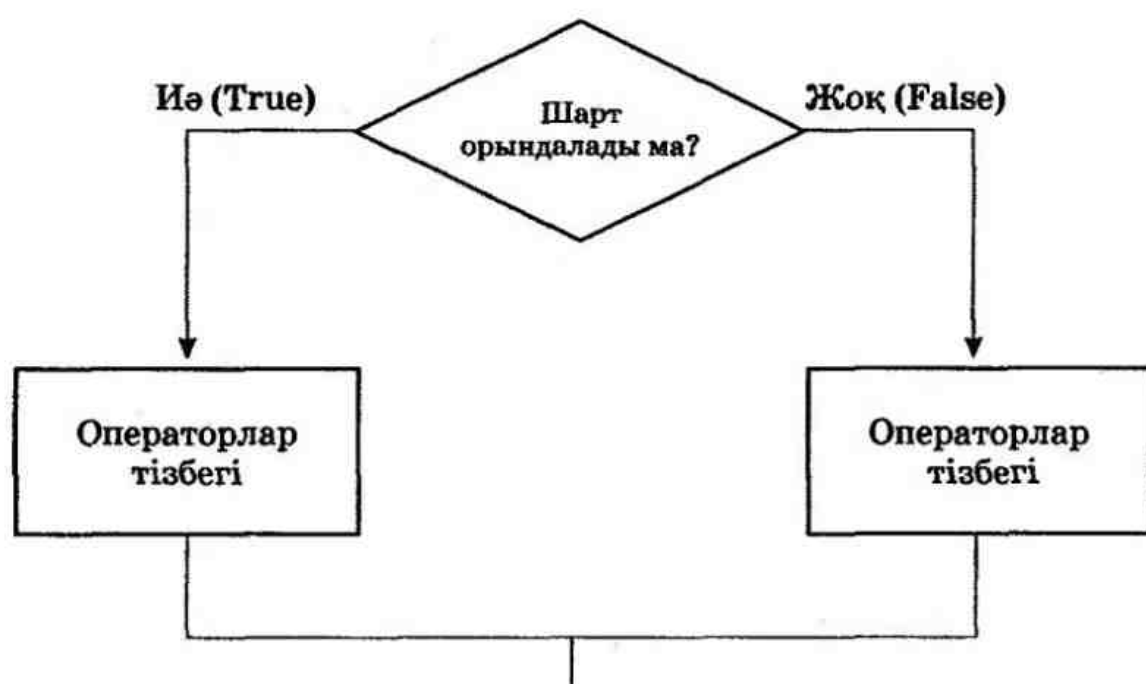 Иә (True)
Жоқ (False)
Шарт
орындалады ма?
Операторлар
тізбегі
Операторлар
тізбегі